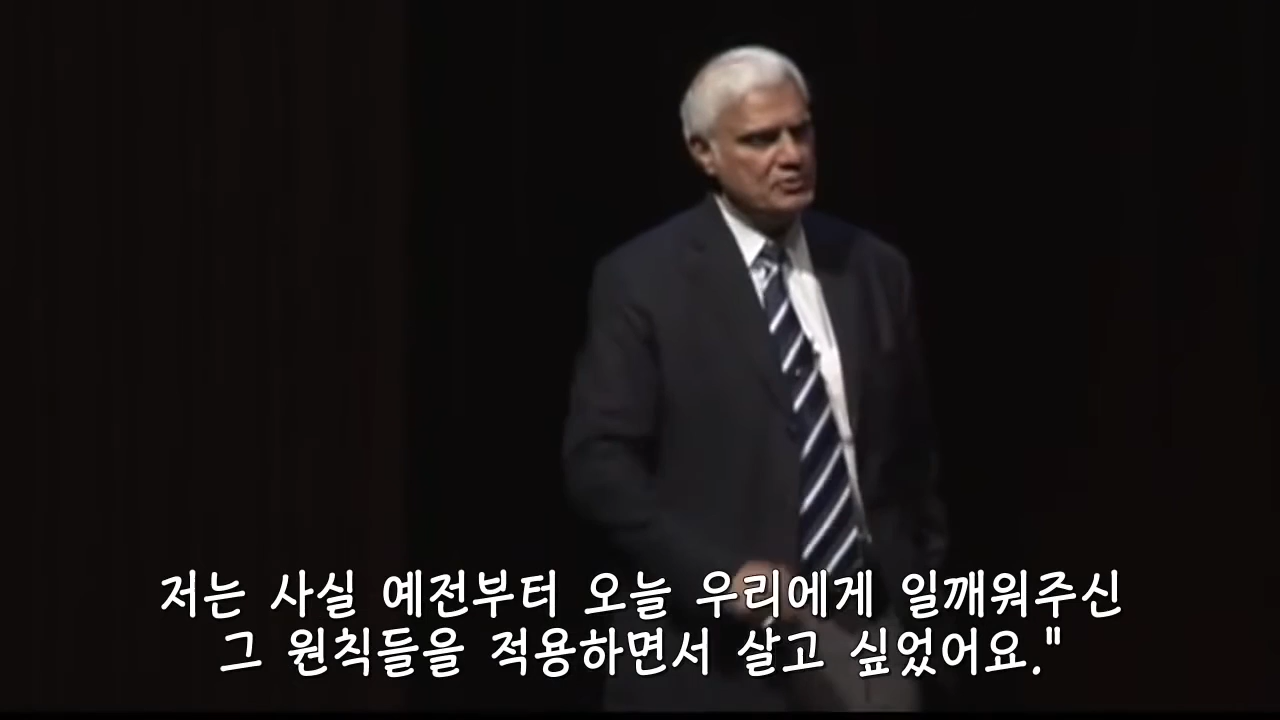 저는 사실 예전부터 오늘 우리에게 일깨워주신
그 원칙들을 적용하면서 살고 싶었어요."